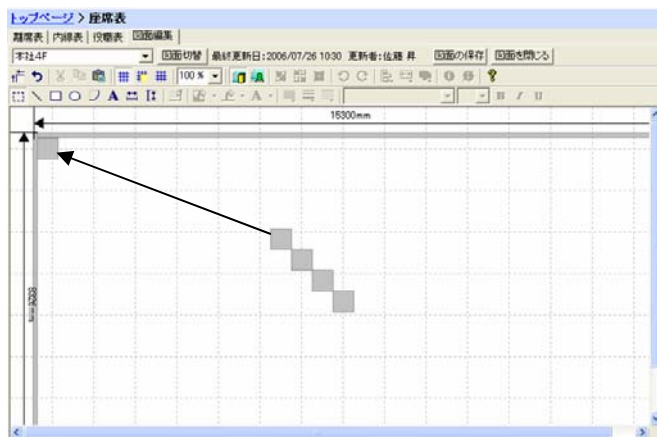 トップページ > 座席表
離席表 | 内線表 | 役職表 | 図面編集
本社4F 図面切替 最終更新日:2006/07/26 10:30 更新者:佐藤 昇 図面の保存 図面を閉じる
100 %
A B I U
15300mm